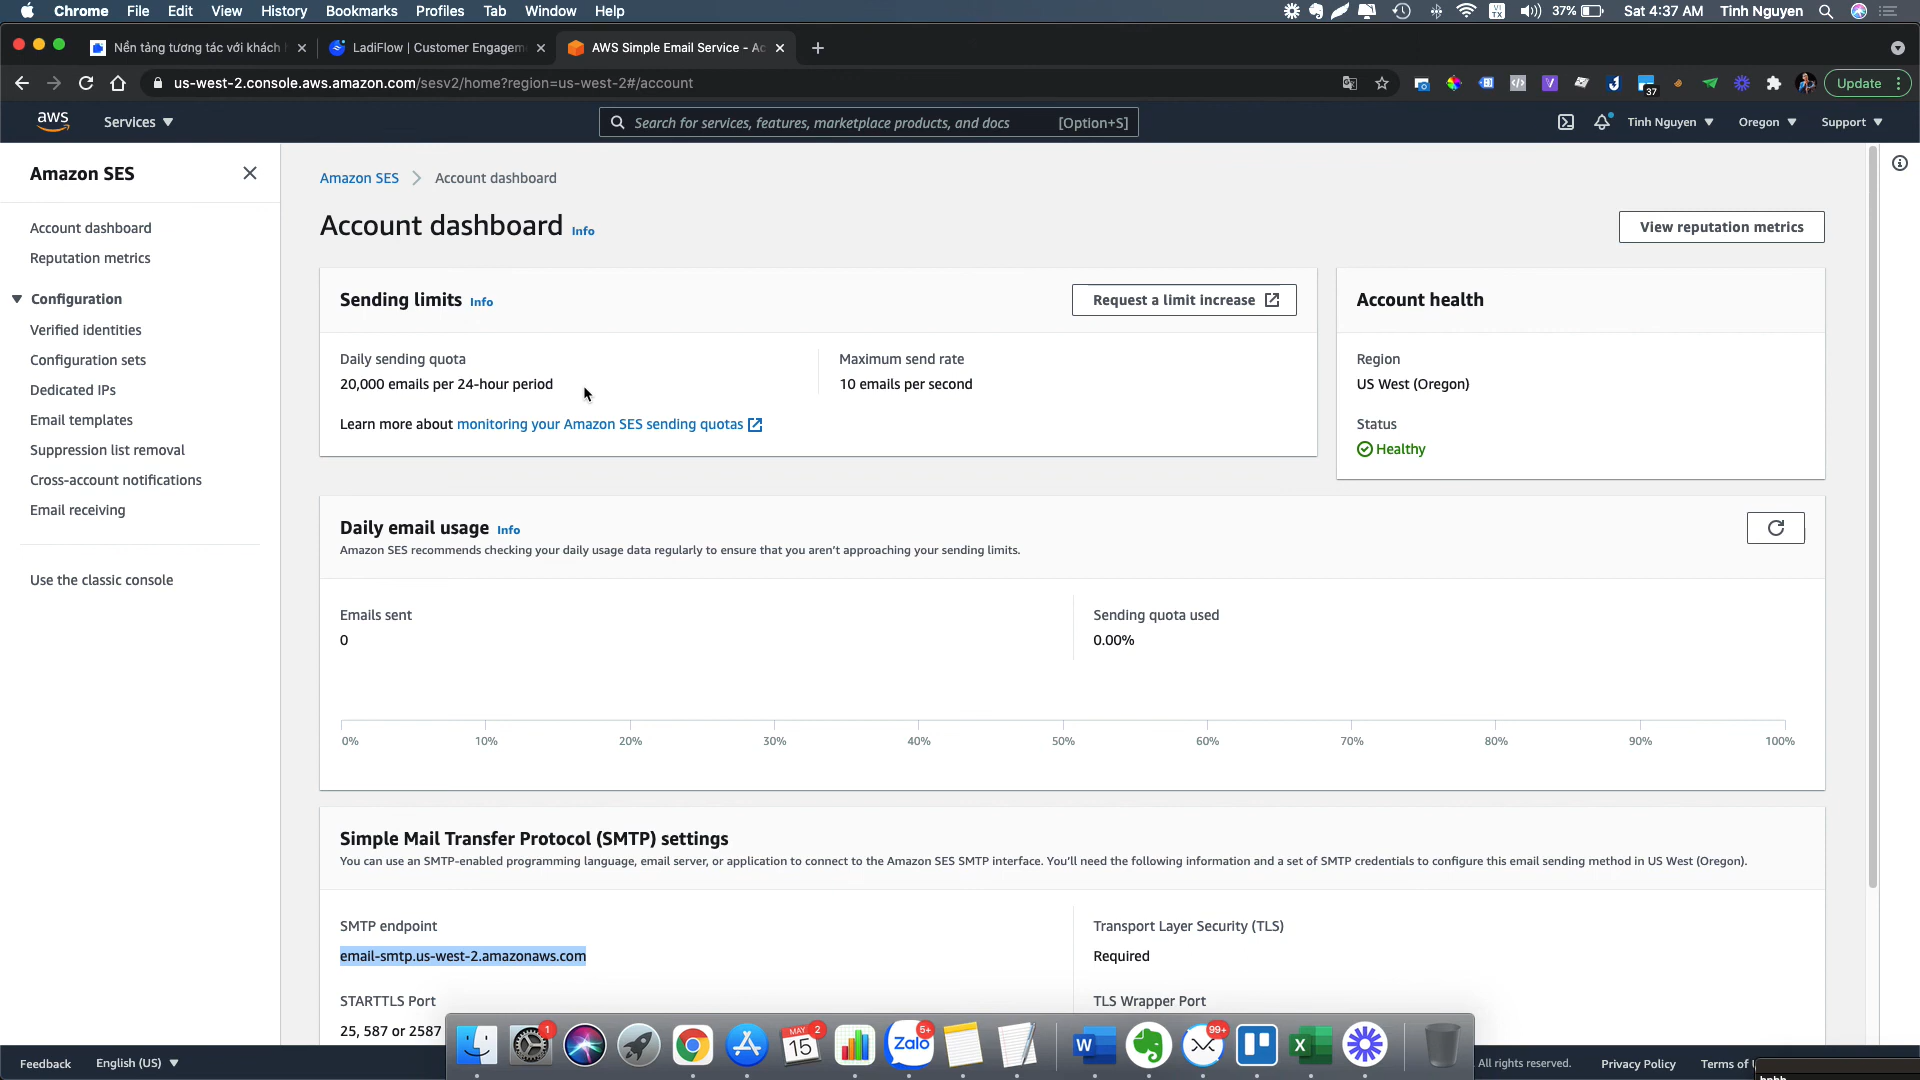 Chrome File Edit View History Bookmarks Profiles Tab Window Help
37% Sat 4:37 AM Tinh Nguyen
Nền tảng tương tác với khách
LadiFlow | Customer Engagem
AWS Simple Email Service - Ac
us-west-2.console.aws.amazon.com/sesv2/home?region=us-west-2#/account
37
Update
aws
Services
Search for services, features, marketplace products, and docs [Option+S]
Tinh Nguyen
Oregon
Support
Amazon SES
Account dashboard
Reputation metrics
Configuration
Verified identities
Configuration sets
Dedicated IPs
Email templates
Suppression list removal
Cross-account notifications
Email receiving
Use the classic console
Amazon SES
Account dashboard
Account dashboard Info
View reputation metrics
Sending limits Info
Request a limit increase
Daily sending quota
20,000 emails per 24-hour period
Maximum send rate
10 emails per second
Learn more about monitoring your Amazon SES sending quotas
Account health
Region
US West (Oregon)
Status
Healthy
Daily email usage Info
Amazon SES recommends checking your daily usage data regularly to ensure that you aren't approaching your sending limits.
Emails sent
0
Sending quota used
0.00%
0% 10% 20% 30% 40% 50% 60% 70% 80% 90% 100%
Simple Mail Transfer Protocol (SMTP) settings
You can use an SMTP-enabled programming language, email server, or application to connect to the Amazon SES SMTP interface. You'll need the following information and a set of SMTP credentials to configure this email sending method in US West (Oregon).
SMTP endpoint
email-smtp.us-west-2.amazonaws.com
Transport Layer Security (TLS)
Required
STARTTLS Port
25, 587 or 2587
TLS Wrapper Port
1
MAY
2
15
Zalo
5+
W
99+
X
Feedback
English (US)
All rights reserved.
Privacy Policy
Terms of